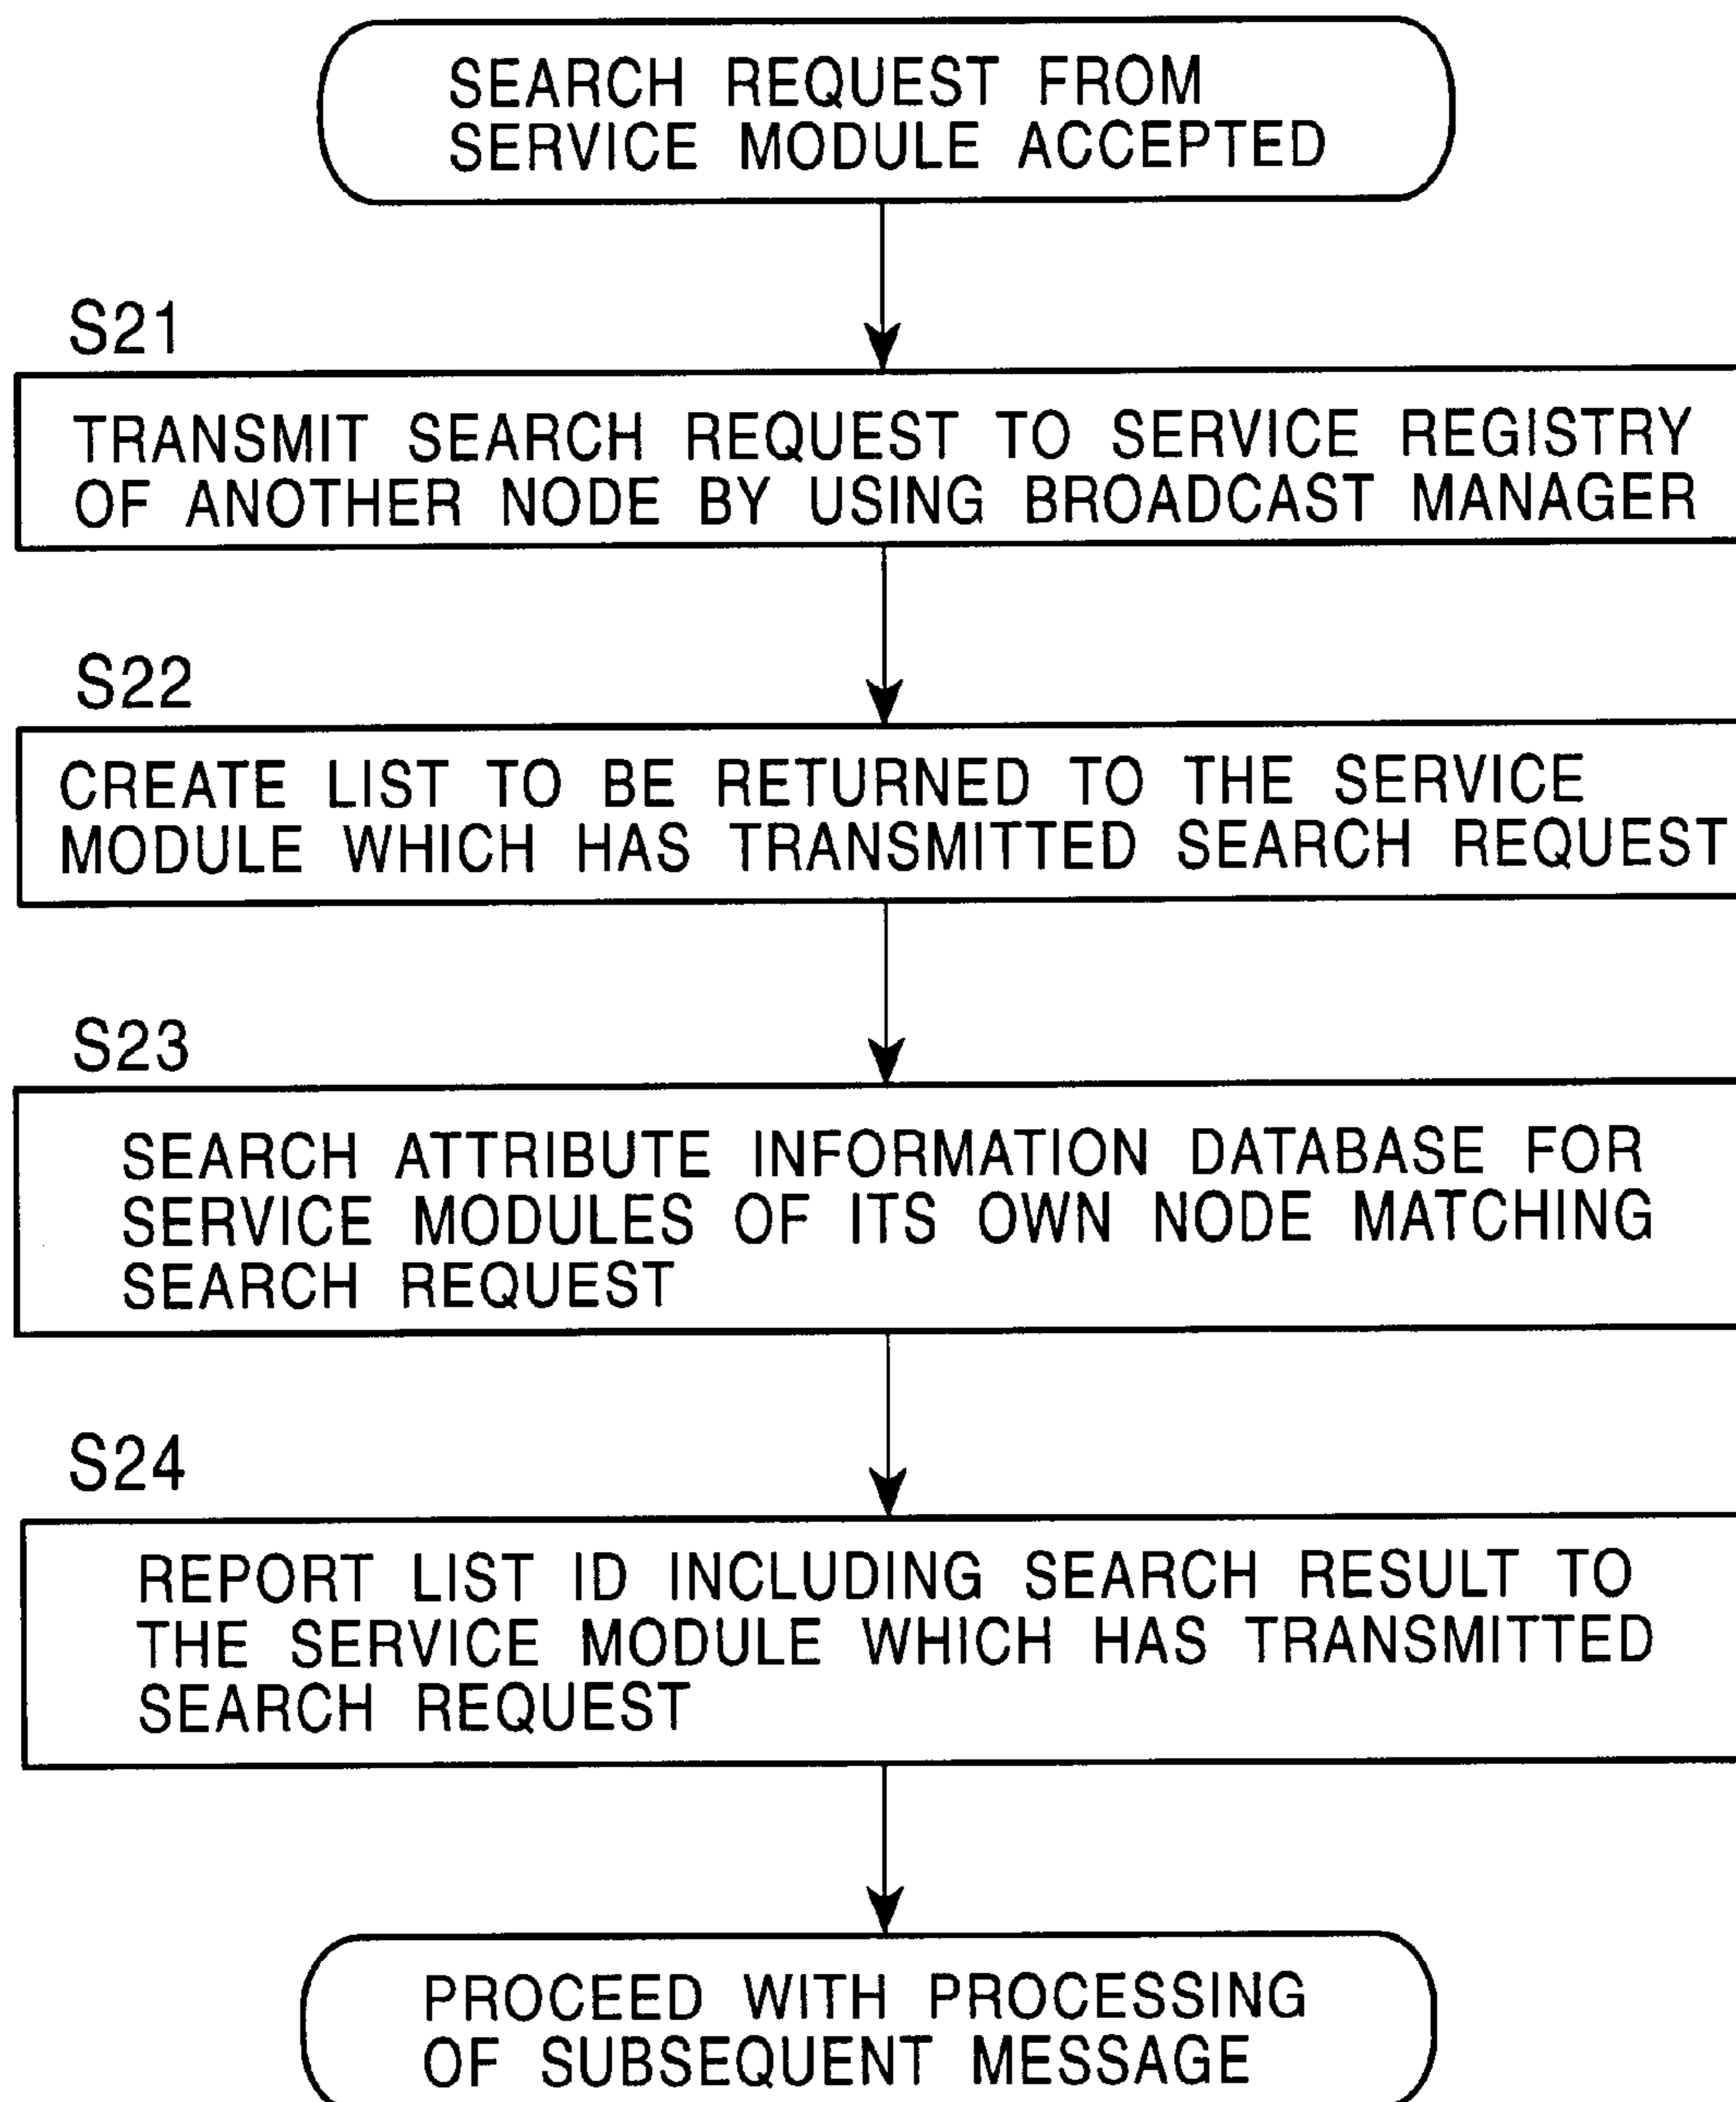 SEARCH REQUEST FROM
SERVICE MODULE ACCEPTED
S21
TRANSMIT SEARCH REQUEST TO SERVICE REGISTRY
OF ANOTHER NODE BY USING BROADCAST MANAGER
S22
CREATE LIST TO BE RETURNED TO THE SERVICE
MODULE WHICH HAS TRANSMITTED SEARCH REQUEST
S23
SEARCH ATTRIBUTE INFORMATION DATABASE FOR
SERVICE MODULES OF ITS OWN NODE MATCHING
SEARCH REQUEST
S24
REPORT LIST ID INCLUDING SEARCH RESULT TO
THE SERVICE MODULE WHICH HAS TRANSMITTED
SEARCH REQUEST
PROCEED WITH PROCESSING
OF SUBSEQUENT MESSAGE